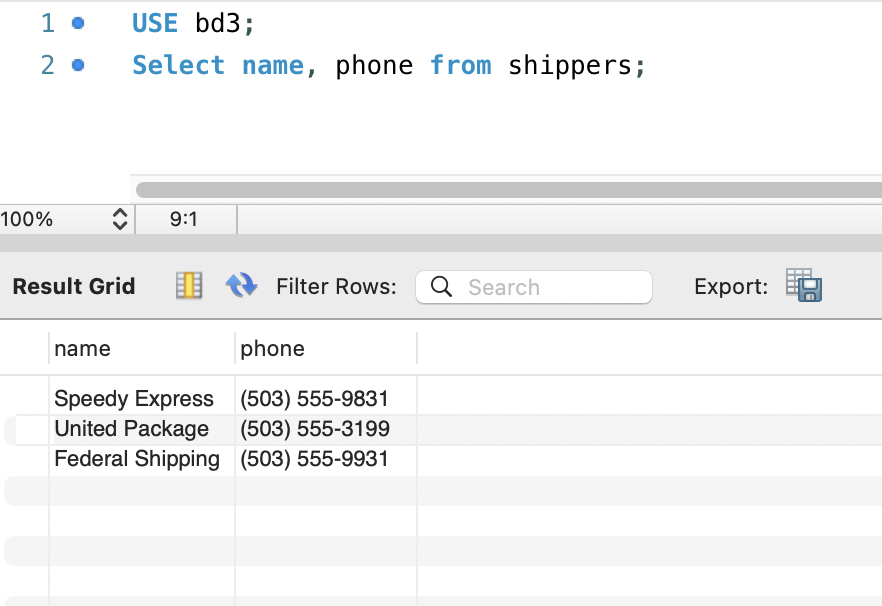 1 USE bd3;
2 Select name, phone from shippers;
100% 9:1
Result Grid Filter Rows: Search Export:
name phone
Speedy Express (503) 555-9831
United Package (503) 555-3199
Federal Shipping (503) 555-9931